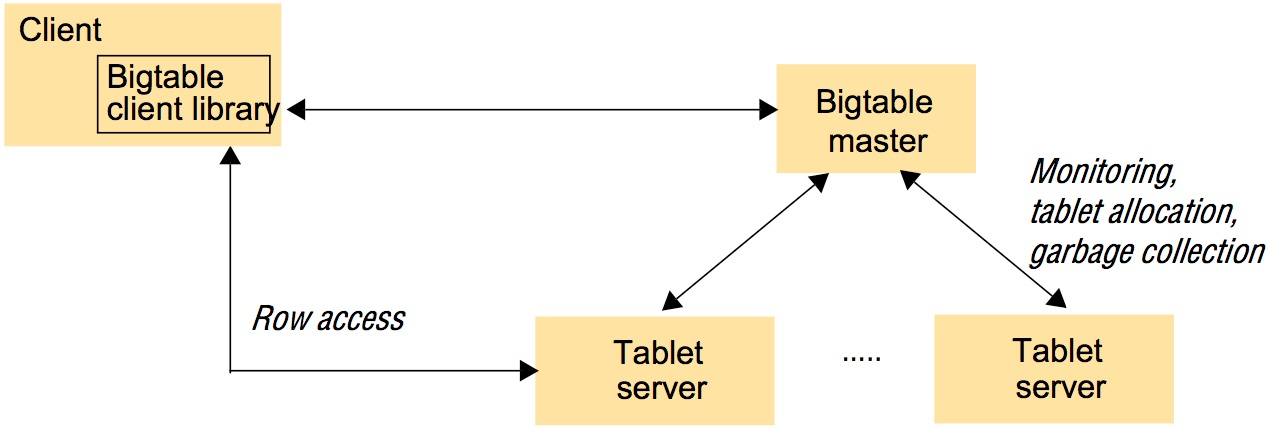 Client
Bigtable
client library
Bigtable
master
Monitoring,
tablet allocation,
garbage collection
Row access
Tablet
server
.....
Tablet
server